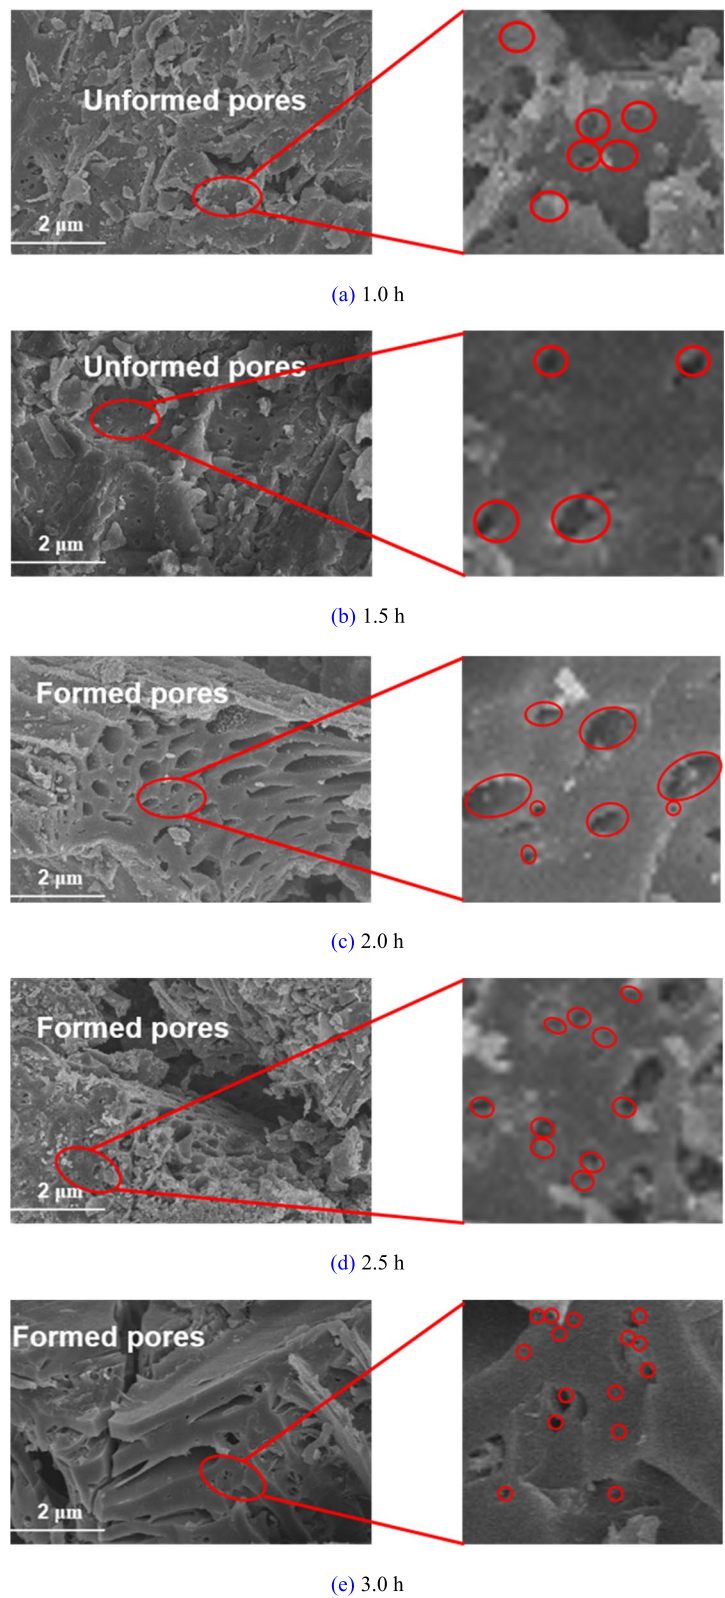 Unformed pores
2 μm
(a) 1.0 h
Unformed pores
2 μm
(b) 1.5 h
Formed pores
2 μm
(c) 2.0 h
Formed pores
2 μm
(d) 2.5 h
Formed pores
2 μm
(e) 3.0 h